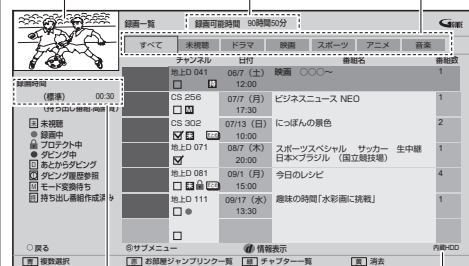 録画一覧
録画可能時間 90時間50分
すべて 未視聴 ドラマ 映画 スポーツ アニメ 音楽
チャンネル 日付 番組名 番組数
地上D 041 06/7（土） 映画 ○○○～ 1
12:00
CS 256 07/7（月） ビジネスニュース NEO 1
17:30
CS 302 07/13（日） にっぽんの景色 2
10:00
地上D 071 08/7（木） スポーツスペシャル サッカー 生中継 1
20:00 日本×ブラジル （国立競技場）
地上D 081 09/1（月） 今日のレシピ 4
15:00
地上D 111 09/17（水） 趣味の時間「水彩画に挑戦」 1
13:30
録画時間
（標準） 00:30
未 未視聴
録画中
プロテクト中
ダビング中
D あとからダビング
ダビング履歴参照
M モード変換待ち
持 持ち出し番組作成済み
戻る
Ⓢサブメニュー
d 情報表示
内蔵HDD
青 複数選択
赤 お部屋ジャンプリンク一覧
緑 チャプター一覧
黄 消去